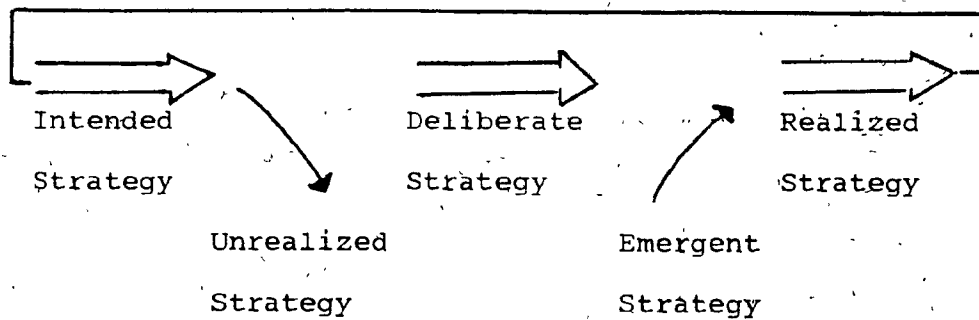 Intended Deliberate Realized
Strategy Strategy Strategy
Unrealized Emergent
Strategy Strategy